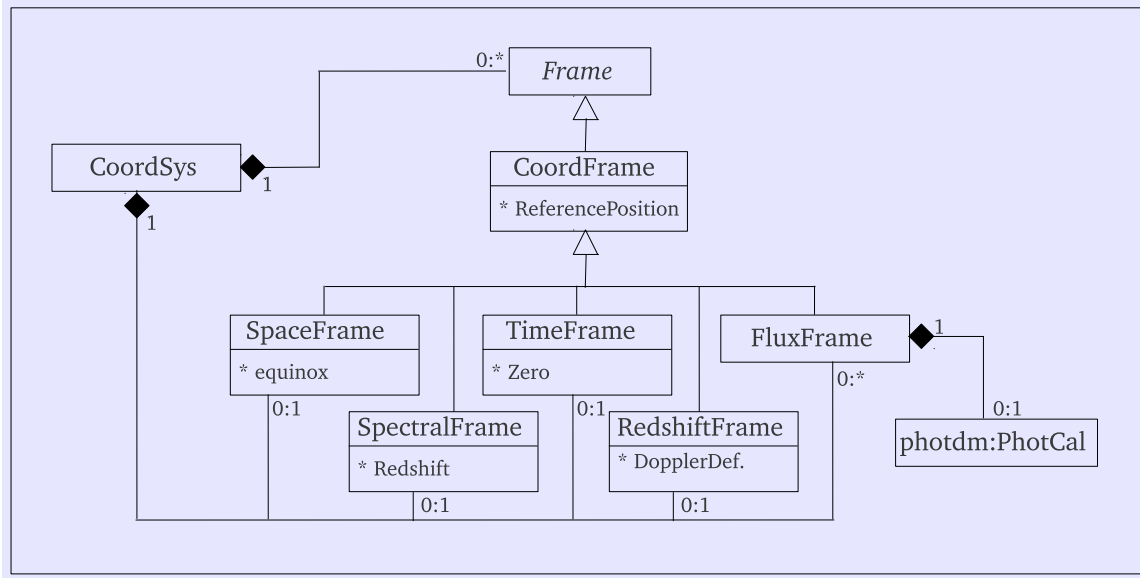 0:*
Frame
CoordSys
1
1
CoordFrame
* ReferencePosition
SpaceFrame
* equinox
0:1
TimeFrame
* Zero
0:1
FluxFrame
1
0:*
0:1
SpectralFrame
* Redshift
0:1
RedshiftFrame
* DopplerDef.
0:1
photdm:PhotCal